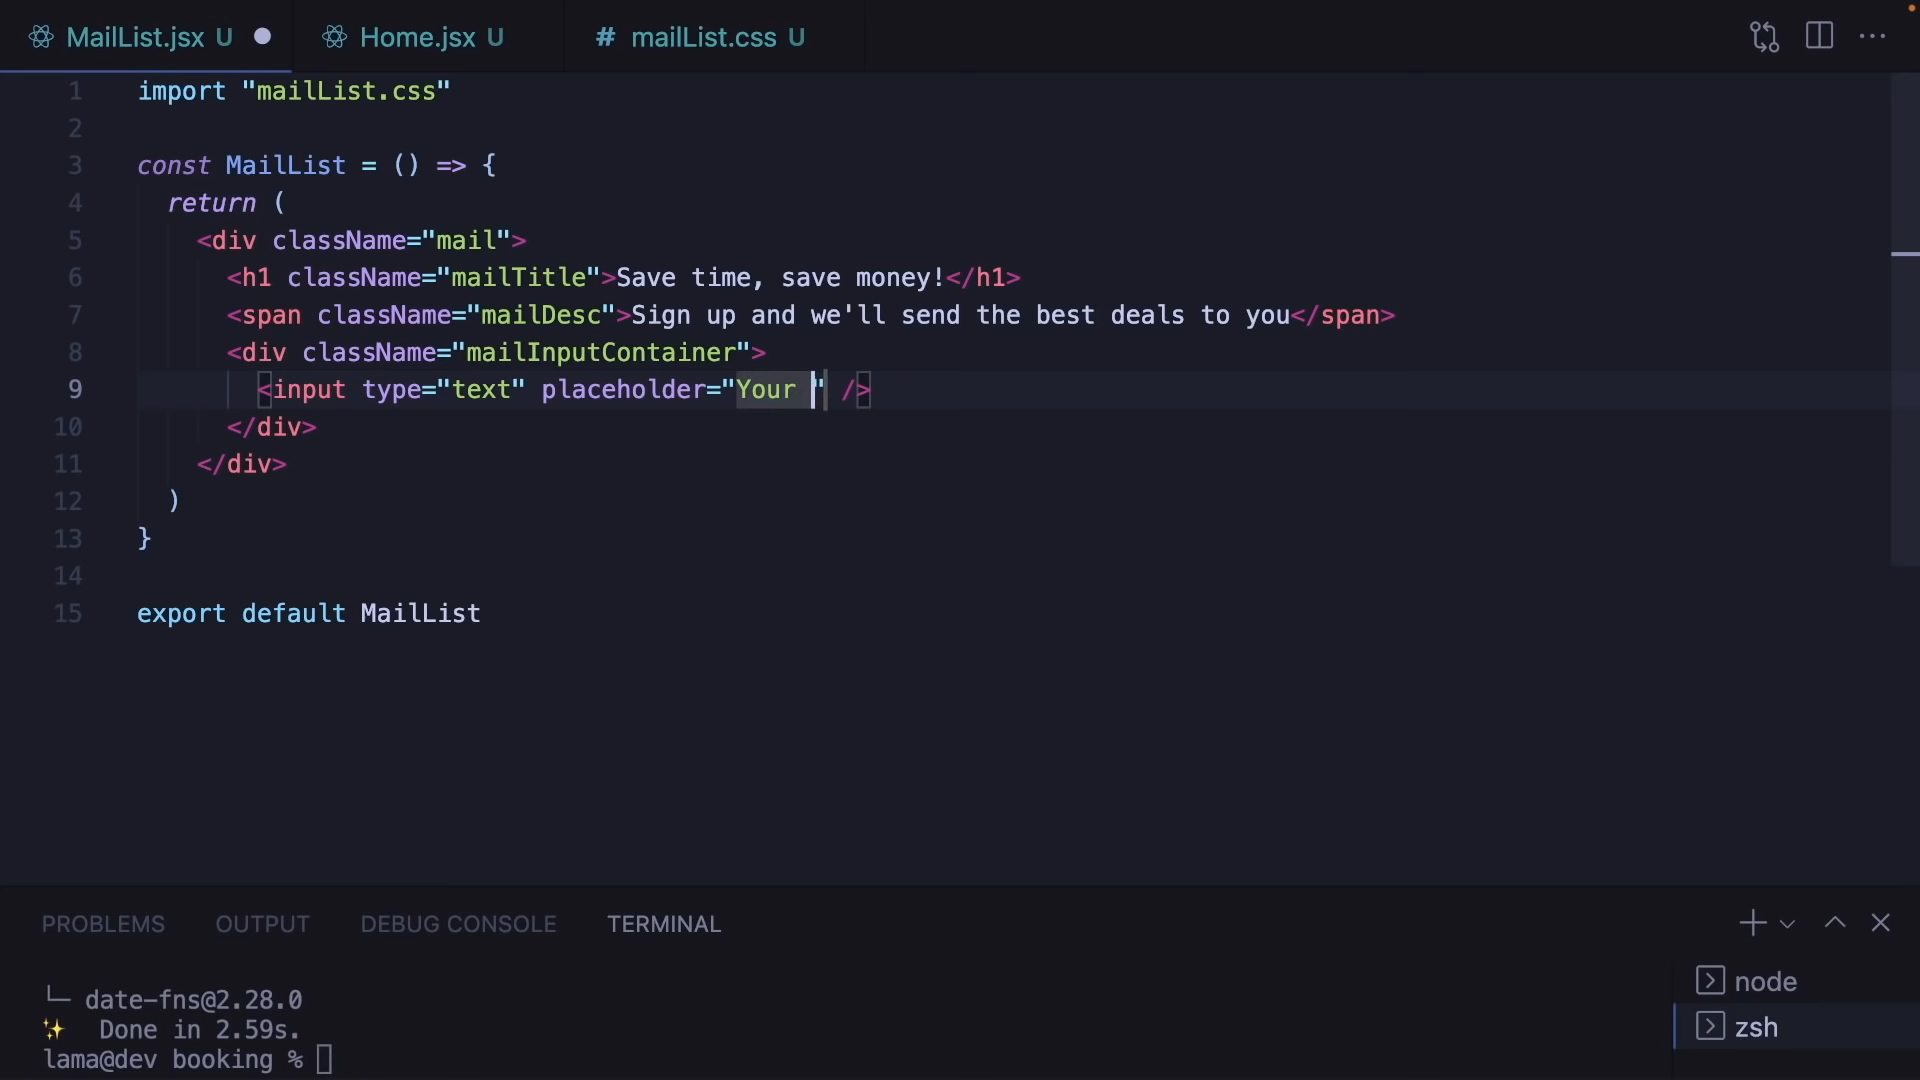 MailList.jsx U
Home.jsx U
# mailList.css U
1 import "mailList.css"
2
3 const MailList = () => {
4 return (
5 <div className="mail">
6 <h1 className="mailTitle">Save time, save money!</h1>
7 <span className="mailDesc">Sign up and we'll send the best deals to you</span>
8 <div className="mailInputContainer">
9 <input type="text" placeholder="Your " />
10 </div>
11 </div>
12 )
13 }
14
15 export default MailList
PROBLEMS OUTPUT DEBUG CONSOLE TERMINAL
└─ date-fns@2.28.0
✨ Done in 2.59s.
lama@dev booking %
node
zsh